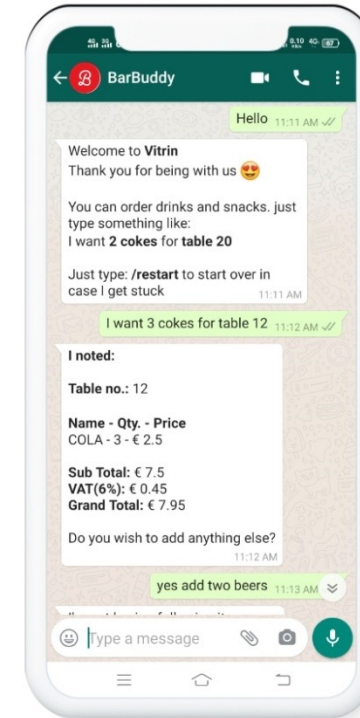 BarBuddy
Hello 11:11 AM
Welcome to Vitrin
Thank you for being with us 😍
You can order drinks and snacks. just
type something like:
I want 2 cokes for table 20
Just type: /restart to start over in
case I get stuck
11:11 AM
I want 3 cokes for table 12 11:12 AM
I noted:
Table no.: 12
Name - Qty. - Price
COLA - 3 - € 2.5
Sub Total: € 7.5
VAT(6%): € 0.45
Grand Total: € 7.95
Do you wish to add anything else?
11:12 AM
yes add two beers 11:13 AM
Type a message